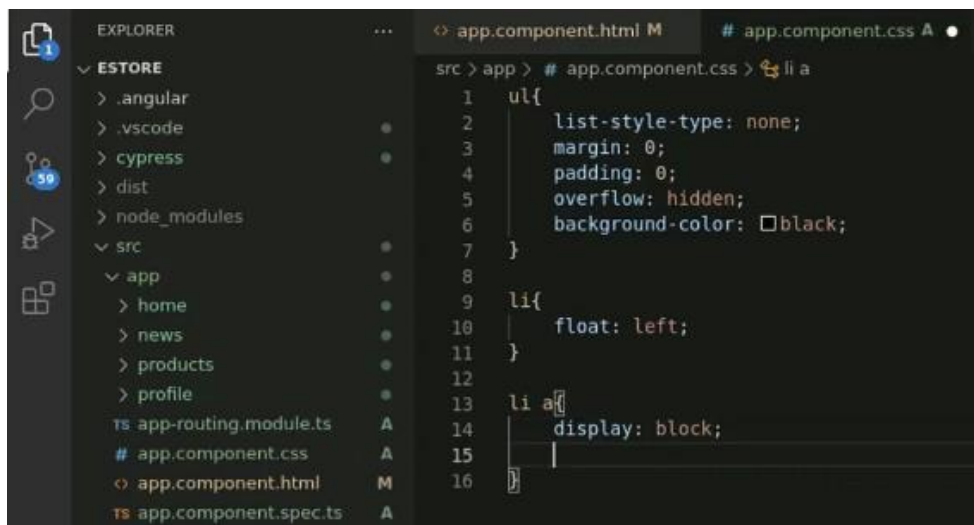 EXPLORER ...
1
ESTORE
.angular
.vscode
cypress
59
dist
node_modules
src
app
home
news
products
profile
TS app-routing.module.ts A
# app.component.css A
<> app.component.html M
TS app.component.spec.ts A
<> app.component.html M # app.component.css A
src > app > # app.component.css > li a
1 ul{
2 list-style-type: none;
3 margin: 0;
4 padding: 0;
5 overflow: hidden;
6 background-color: black;
7 }
8
9 li{
10 float: left;
11 }
12
13 li a{
14 display: block;
15
16 }